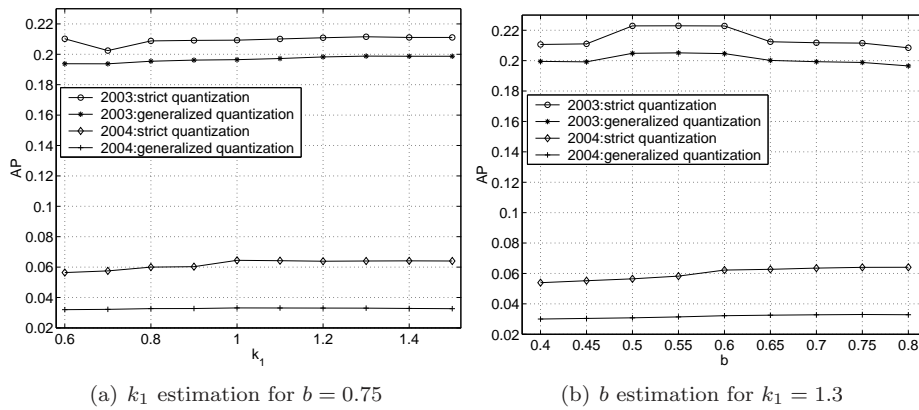 0.22
0.2
0.18
0.16
0.14
0.12
0.1
0.08
0.06
0.04
0.02
AP
2003:strict quantization
2003:generalized quantization
2004:strict quantization
2004:generalized quantization
0.6 0.8 1 1.2 1.4
k1
(a) k1 estimation for b = 0.75
0.22
0.2
0.18
0.16
0.14
0.12
0.1
0.08
0.06
0.04
0.02
AP
2003:strict quantization
2003:generalized quantization
2004:strict quantization
2004:generalized quantization
0.4 0.45 0.5 0.55 0.6 0.65 0.7 0.75 0.8
b
(b) b estimation for k1 = 1.3